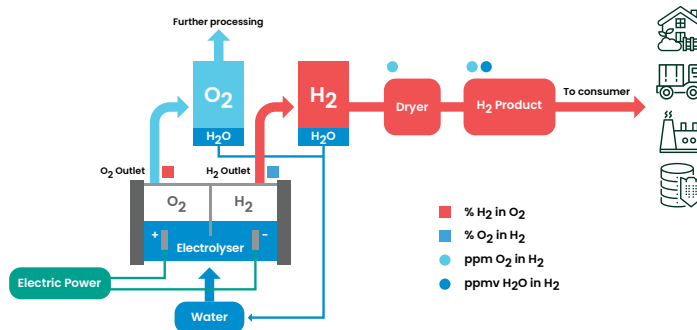 Further processing
O2
H2O
H2
H2O
Dryer
H2 Product
To consumer
O2 Outlet
H2 Outlet
O2
H2
+
-
Electrolyser
Electric Power
Water
% H2 in O2
% O2 in H2
ppm O2 in H2
ppmv H2O in H2